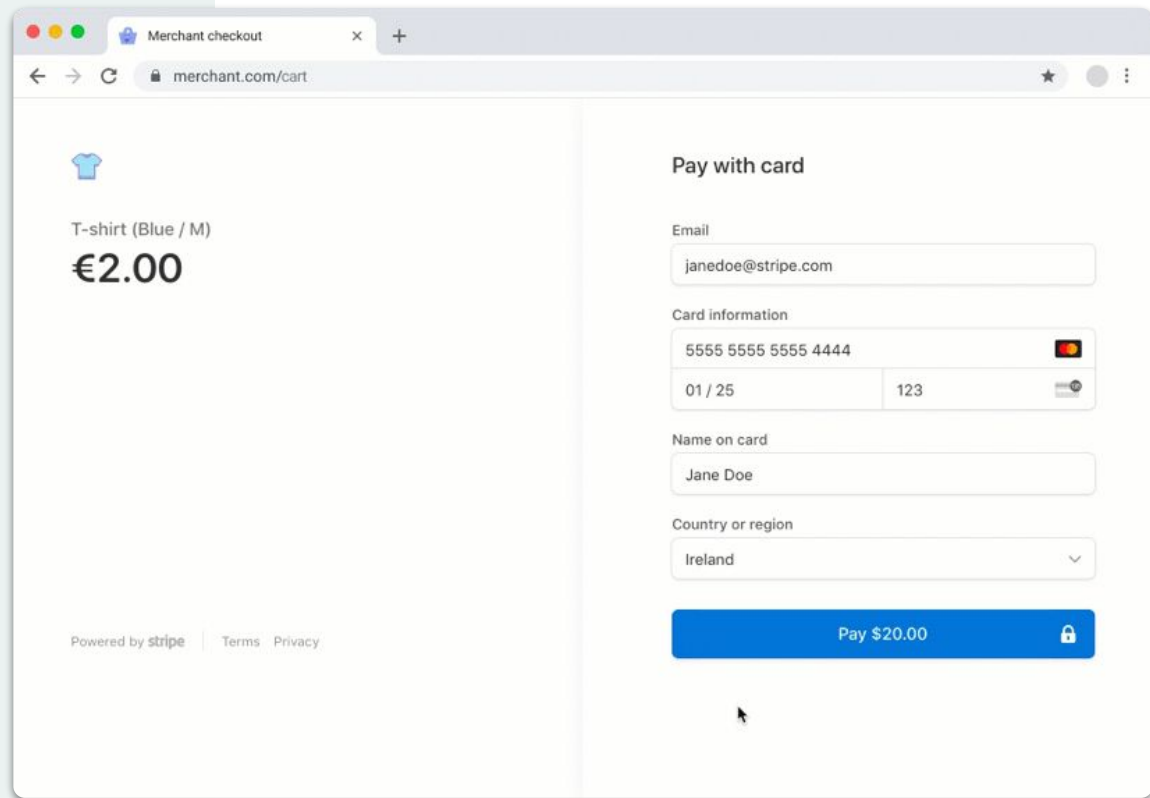 Merchant checkout
merchant.com/cart
T-shirt (Blue / M)
€2.00
Powered by stripe
Terms Privacy
Pay with card
Email
janedoe@stripe.com
Card information
5555 5555 5555 4444
01 / 25
123
Name on card
Jane Doe
Country or region
Ireland
Pay $20.00